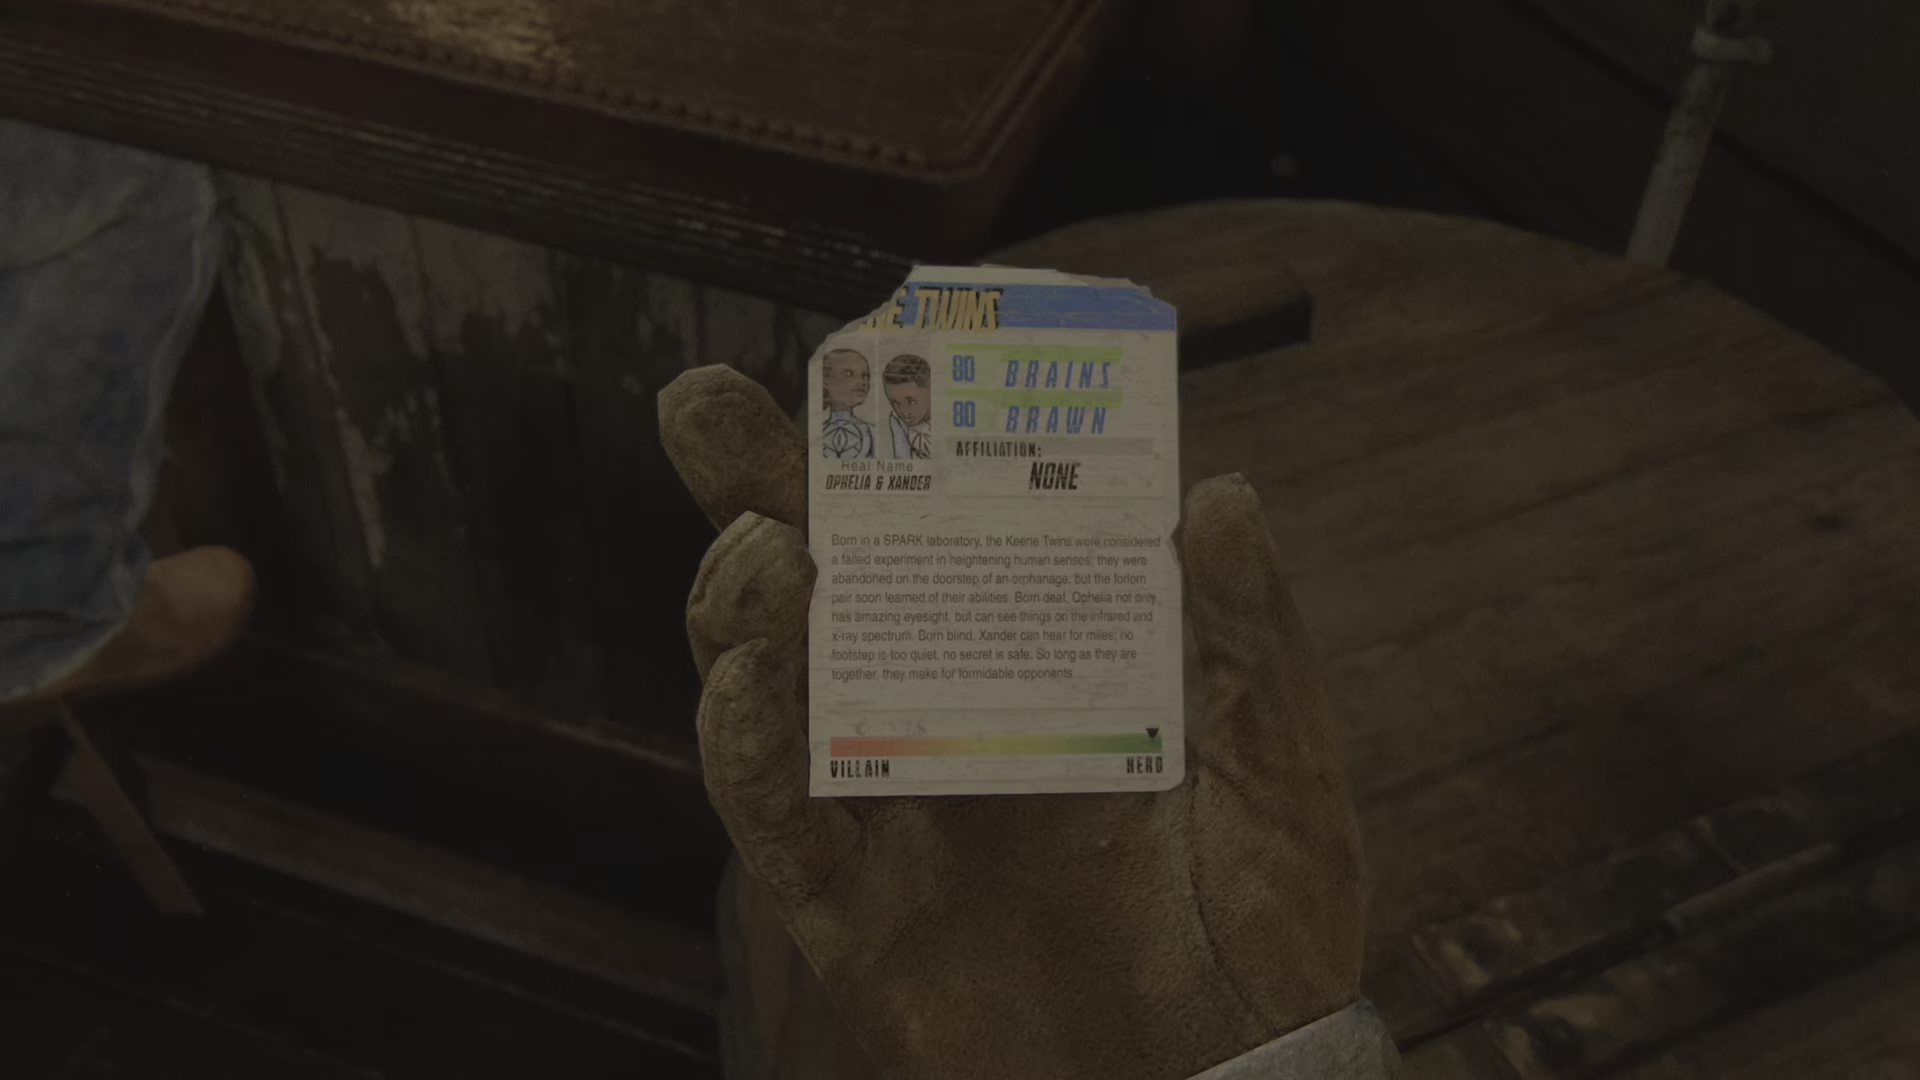 E TWINS
80 BRAINS
80 BRAWN
AFFILIATION:
NONE
Real Name
OPHELIA & XANDER
Born in a SPARK laboratory, the Keene Twins were considered
a failed experiment in heightening human senses; they were
abandoned on the doorstep of an orphanage, but the forlorn
pair soon learned of their abilities. Born deaf, Ophelia not only
has amazing eyesight, but can see things on the infrared and
x-ray spectrum. Born blind, Xander can hear for miles; no
footstep is too quiet, no secret is safe. So long as they are
together, they make for formidable opponents.
VILLAIN HERO